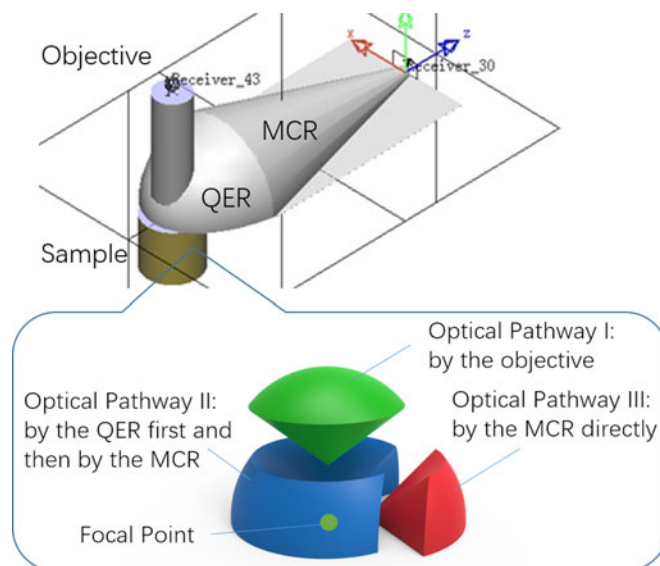 Objective
Receiver_43
x
z
Receiver_30
MCR
QER
Sample
Optical Pathway I:
by the objective
Optical Pathway II:
by the QER first and
then by the MCR
Optical Pathway III:
by the MCR directly
Focal Point